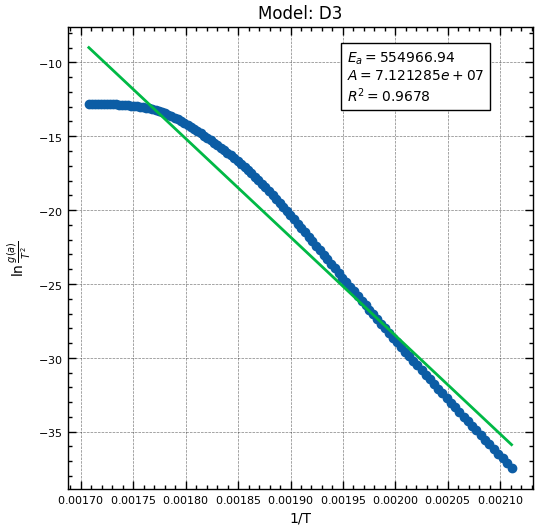 Model: D3
E_a = 554966.94
A = 7.121285e + 07
R^2 = 0.9678
ln g(a)/T^2
−10
−15
−20
−25
−30
−35
0.00170 0.00175 0.00180 0.00185 0.00190 0.00195 0.00200 0.00205 0.00210
1/T